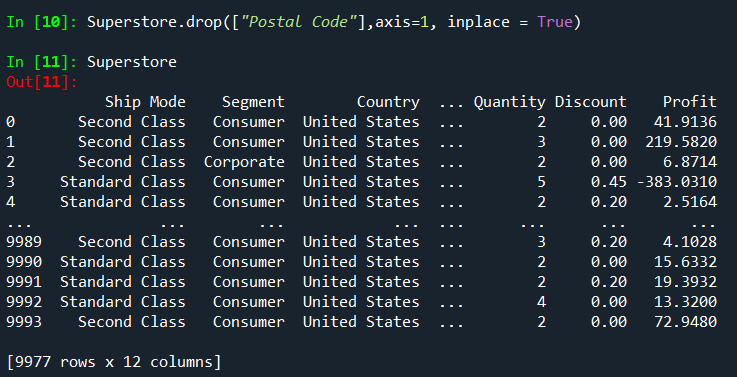 In [10]: Superstore.drop(["Postal Code"],axis=1, inplace = True)
In [11]: Superstore
Out[11]:
Ship Mode Segment Country ... Quantity Discount Profit
0 Second Class Consumer United States ... 2 0.00 41.9136
1 Second Class Consumer United States ... 3 0.00 219.5820
2 Second Class Corporate United States ... 2 0.00 6.8714
3 Standard Class Consumer United States ... 5 0.45 -383.0310
4 Standard Class Consumer United States ... 2 0.20 2.5164
... ... ... ... ... ... ... ...
9989 Second Class Consumer United States ... 3 0.20 4.1028
9990 Standard Class Consumer United States ... 2 0.00 15.6332
9991 Standard Class Consumer United States ... 2 0.20 19.3932
9992 Standard Class Consumer United States ... 4 0.00 13.3200
9993 Second Class Consumer United States ... 2 0.00 72.9480
[9977 rows x 12 columns]